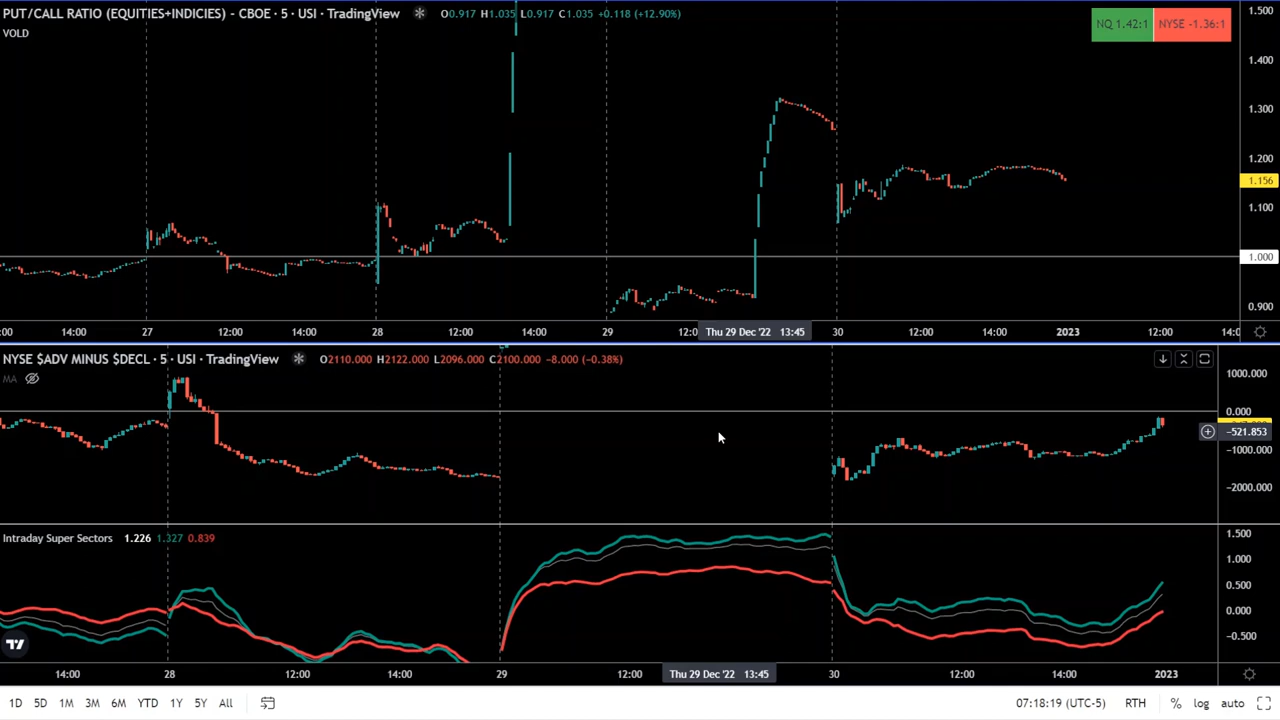 PUT/CALL RATIO (EQUITIES+INDICIES) - CBOE · 5 · USI · TradingView O0.917 H1.035 L0.917 C1.035 +0.118 (+12.90%)
VOLD
NQ 1.42:1 NYSE -1.36:1
1.500
1.400
1.300
1.200
1.156
1.100
1.000
0.900
:00 14:00 27 12:00 14:00 28 12:00 14:00 29 12:0 Thu 29 Dec '22 13:45 30 12:00 14:00 2023 12:00 14:0
NYSE $ADV MINUS $DECL · 5 · USI · TradingView O2110.000 H2122.000 L2096.000 C2100.000 -8.000 (-0.38%)
MA
1000.000
0.000
-521.853
-1000.000
-2000.000
Intraday Super Sectors 1.226 1.327 0.839
1.500
1.000
0.500
0.000
-0.500
14:00 28 12:00 14:00 29 12:00 Thu 29 Dec '22 13:45 30 12:00 14:00 2023
1D 5D 1M 3M 6M YTD 1Y 5Y All 07:18:19 (UTC-5) RTH % log auto